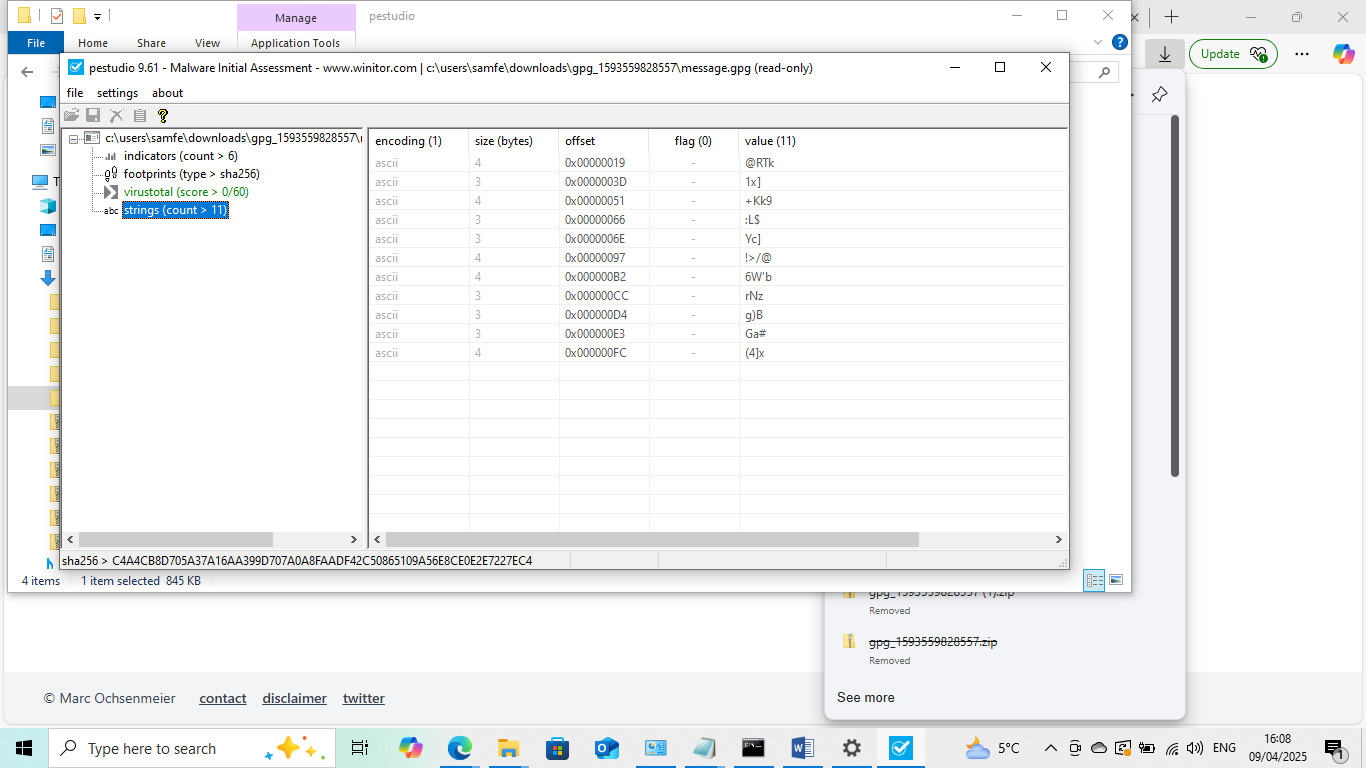 Manage
pestudio
File
Home
Share
View
Application Tools
Update
pestudio 9.61 - Malware Initial Assessment - www.winitor.com | c:\users\samfe\downloads\gpg_1593559828557\message.gpg (read-only)
file settings about
c:\users\samfe\downloads\gpg_1593559828557\
indicators (count > 6)
footprints (type > sha256)
virustotal (score > 0/60)
abc strings (count > 11)
encoding (1) size (bytes) offset flag (0) value (11)
ascii 4 0x00000019 - @RTk
ascii 3 0x0000003D - 1x]
ascii 4 0x00000051 - +Kk9
ascii 3 0x00000066 - :L$
ascii 3 0x0000006E - Yc]
ascii 4 0x00000097 - !>/@
ascii 4 0x000000B2 - 6W'b
ascii 3 0x000000CC - rNz
ascii 3 0x000000D4 - g)B
ascii 3 0x000000E3 - Ga#
ascii 4 0x000000FC - (4]x
sha256 > C4A4CB8D705A37A16AA399D707A0A8FAADF42C50865109A56E8CE0E2E7227EC4
4 items 1 item selected 845 KB
gpg_1593559828557 (1).zip
Removed
gpg_1593559828557.zip
Removed
See more
© Marc Ochsenmeier contact disclaimer twitter
Type here to search
5°C
ENG
16:08
09/04/2025
1